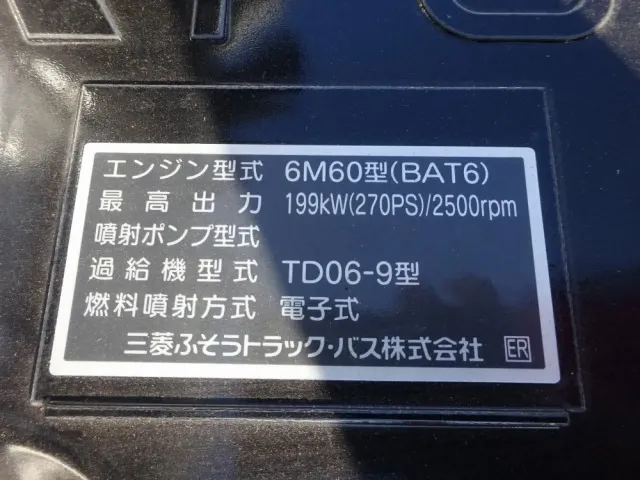 エンジン型式 6M60型(BAT6)
最高出力 199kW(270PS)/2500rpm
噴射ポンプ型式
過給機型式 TD06-9型
燃料噴射方式 電子式
三菱ふそうトラック・バス株式会社 ER